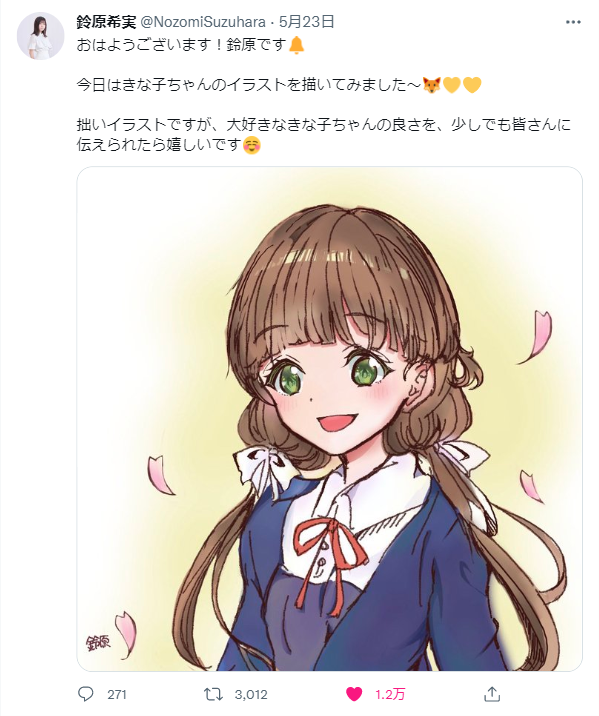 鈴原希実 @NozomiSuzuhara · 5月23日
おはようございます！鈴原です🔔
今日はきな子ちゃんのイラストを描いてみました〜🦊💛💛
拙いイラストですが、大好きなきな子ちゃんの良さを、少しでも皆さんに
伝えられたら嬉しいです☺️
鈴原
271 3,012 1.2万